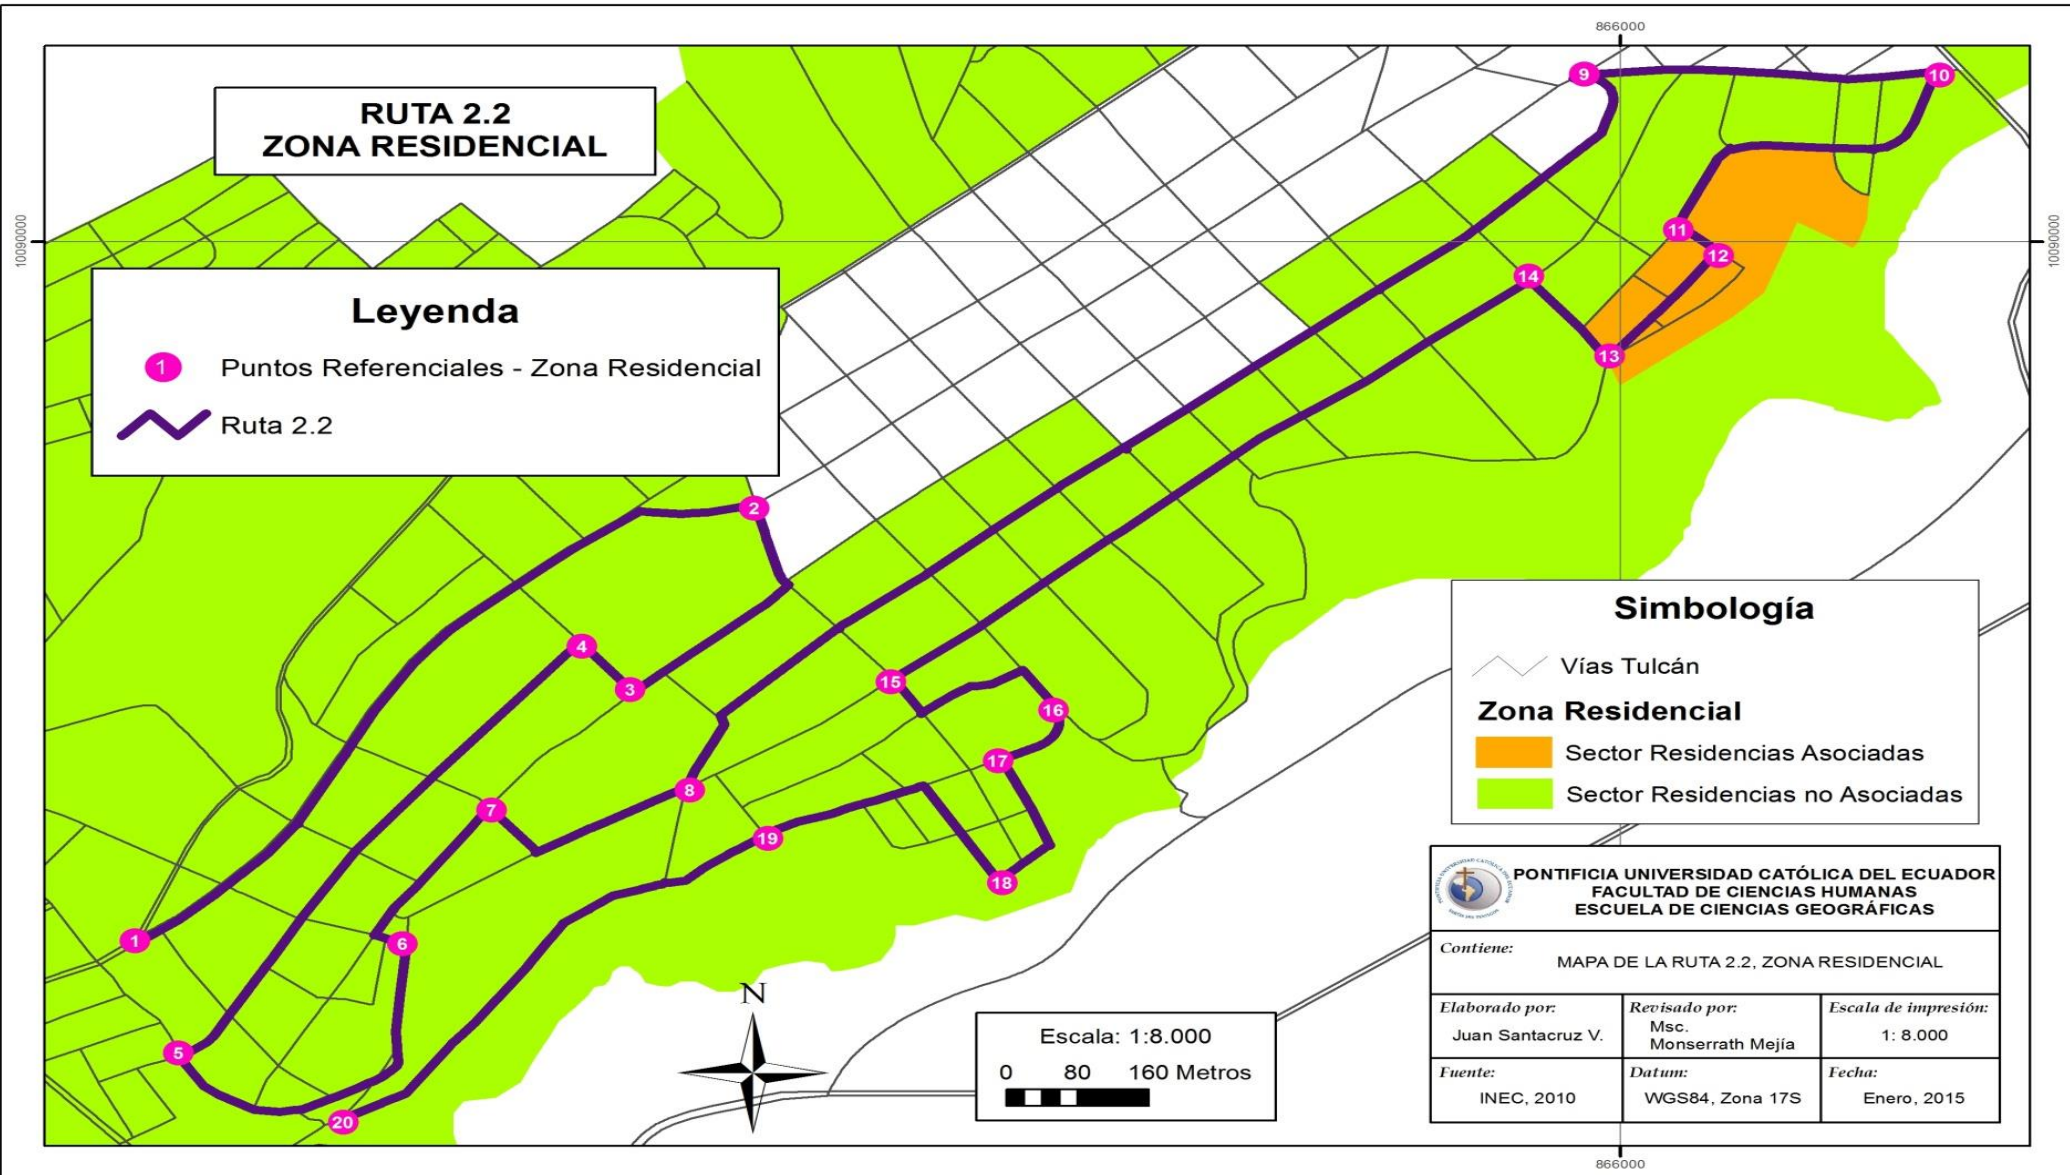 866000
RUTA 2.2
ZONA RESIDENCIAL
9
10
11
12
10090000
10090000
14
13
Leyenda
1 Puntos Referenciales - Zona Residencial
Ruta 2.2
2
4
3
15
16
17
7
8
19
18
1
6
5
20
N
Escala: 1:8.000
0 80 160 Metros
Simbología
Vías Tulcán
Zona Residencial
Sector Residencias Asociadas
Sector Residencias no Asociadas
PONTIFICIA UNIVERSIDAD CATÓLICA DEL ECUADOR
FACULTAD DE CIENCIAS HUMANAS
ESCUELA DE CIENCIAS GEOGRÁFICAS
Contiene:
MAPA DE LA RUTA 2.2, ZONA RESIDENCIAL
Elaborado por:
Juan Santacruz V.
Revisado por:
Msc.
Monserrath Mejía
Escala de impresión:
1: 8.000
Fuente:
INEC, 2010
Datum:
WGS84, Zona 17S
Fecha:
Enero, 2015
866000